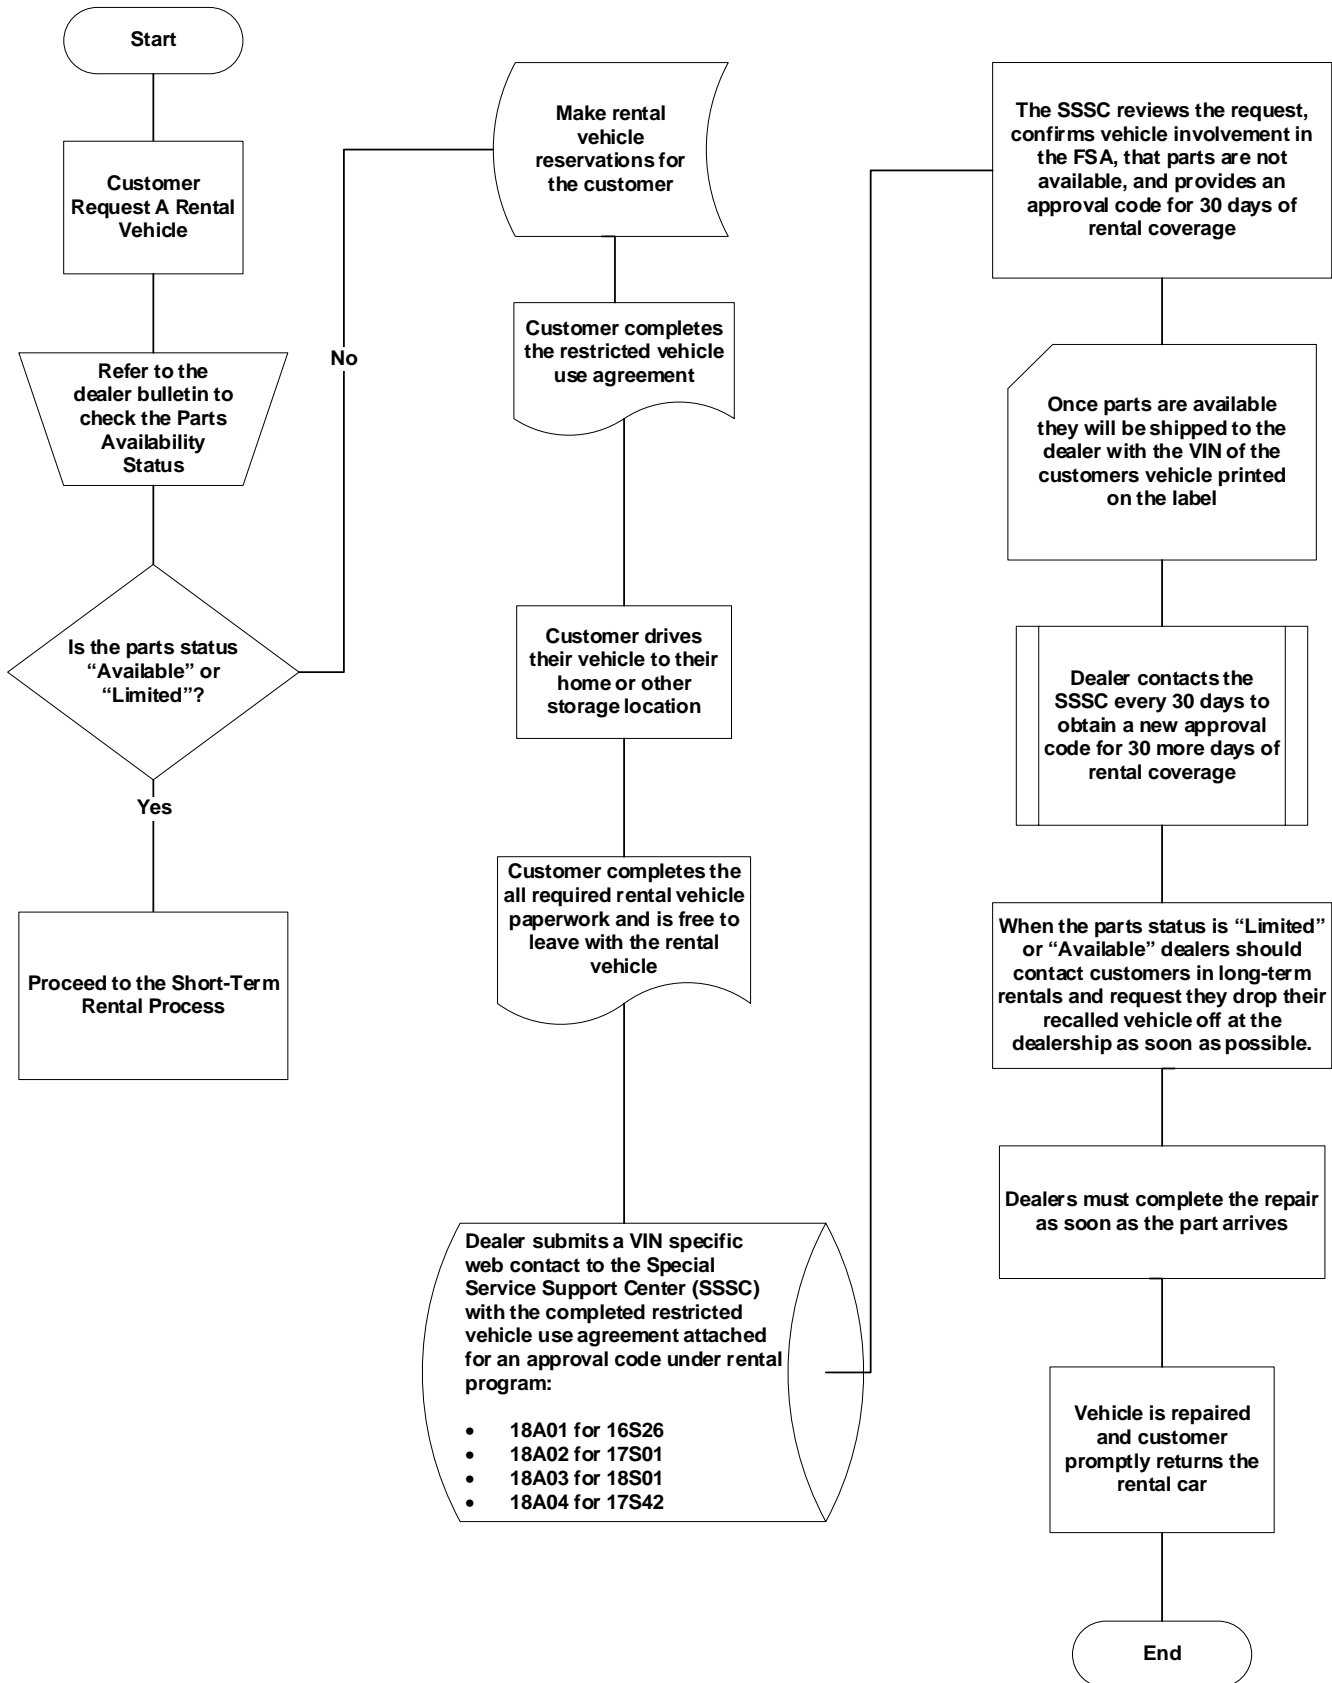 Start
Customer
Request A Rental
Vehicle
Refer to the
dealer bulletin to
check the Parts
Availability
Status
Is the parts status
“Available” or
“Limited”?
No
Yes
Proceed to the Short-Term
Rental Process
Make rental
vehicle
reservations for
the customer
Customer completes
the restricted vehicle
use agreement
Customer drives
their vehicle to their
home or other
storage location
Customer completes the
all required rental vehicle
paperwork and is free to
leave with the rental
vehicle
Dealer submits a VIN specific
web contact to the Special
Service Support Center (SSSC)
with the completed restricted
vehicle use agreement attached
for an approval code under rental
program:
• 18A01 for 16S26
• 18A02 for 17S01
• 18A03 for 18S01
• 18A04 for 17S42
The SSSC reviews the request,
confirms vehicle involvement in
the FSA, that parts are not
available, and provides an
approval code for 30 days of
rental coverage
Once parts are available
they will be shipped to the
dealer with the VIN of the
customers vehicle printed
on the label
Dealer contacts the
SSSC every 30 days to
obtain a new approval
code for 30 more days of
rental coverage
When the parts status is “Limited”
or “Available” dealers should
contact customers in long-term
rentals and request they drop their
recalled vehicle off at the
dealership as soon as possible.
Dealers must complete the repair
as soon as the part arrives
Vehicle is repaired
and customer
promptly returns the
rental car
End